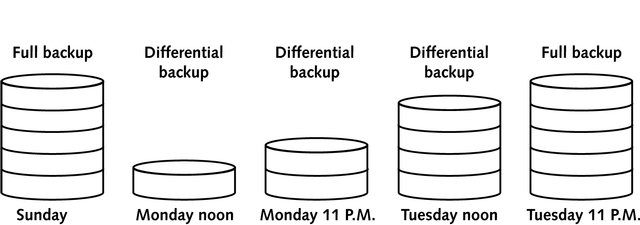 Full backup
Differential
backup
Differential
backup
Differential
backup
Full backup
Sunday
Monday noon
Monday 11 P.M.
Tuesday noon
Tuesday 11 P.M.